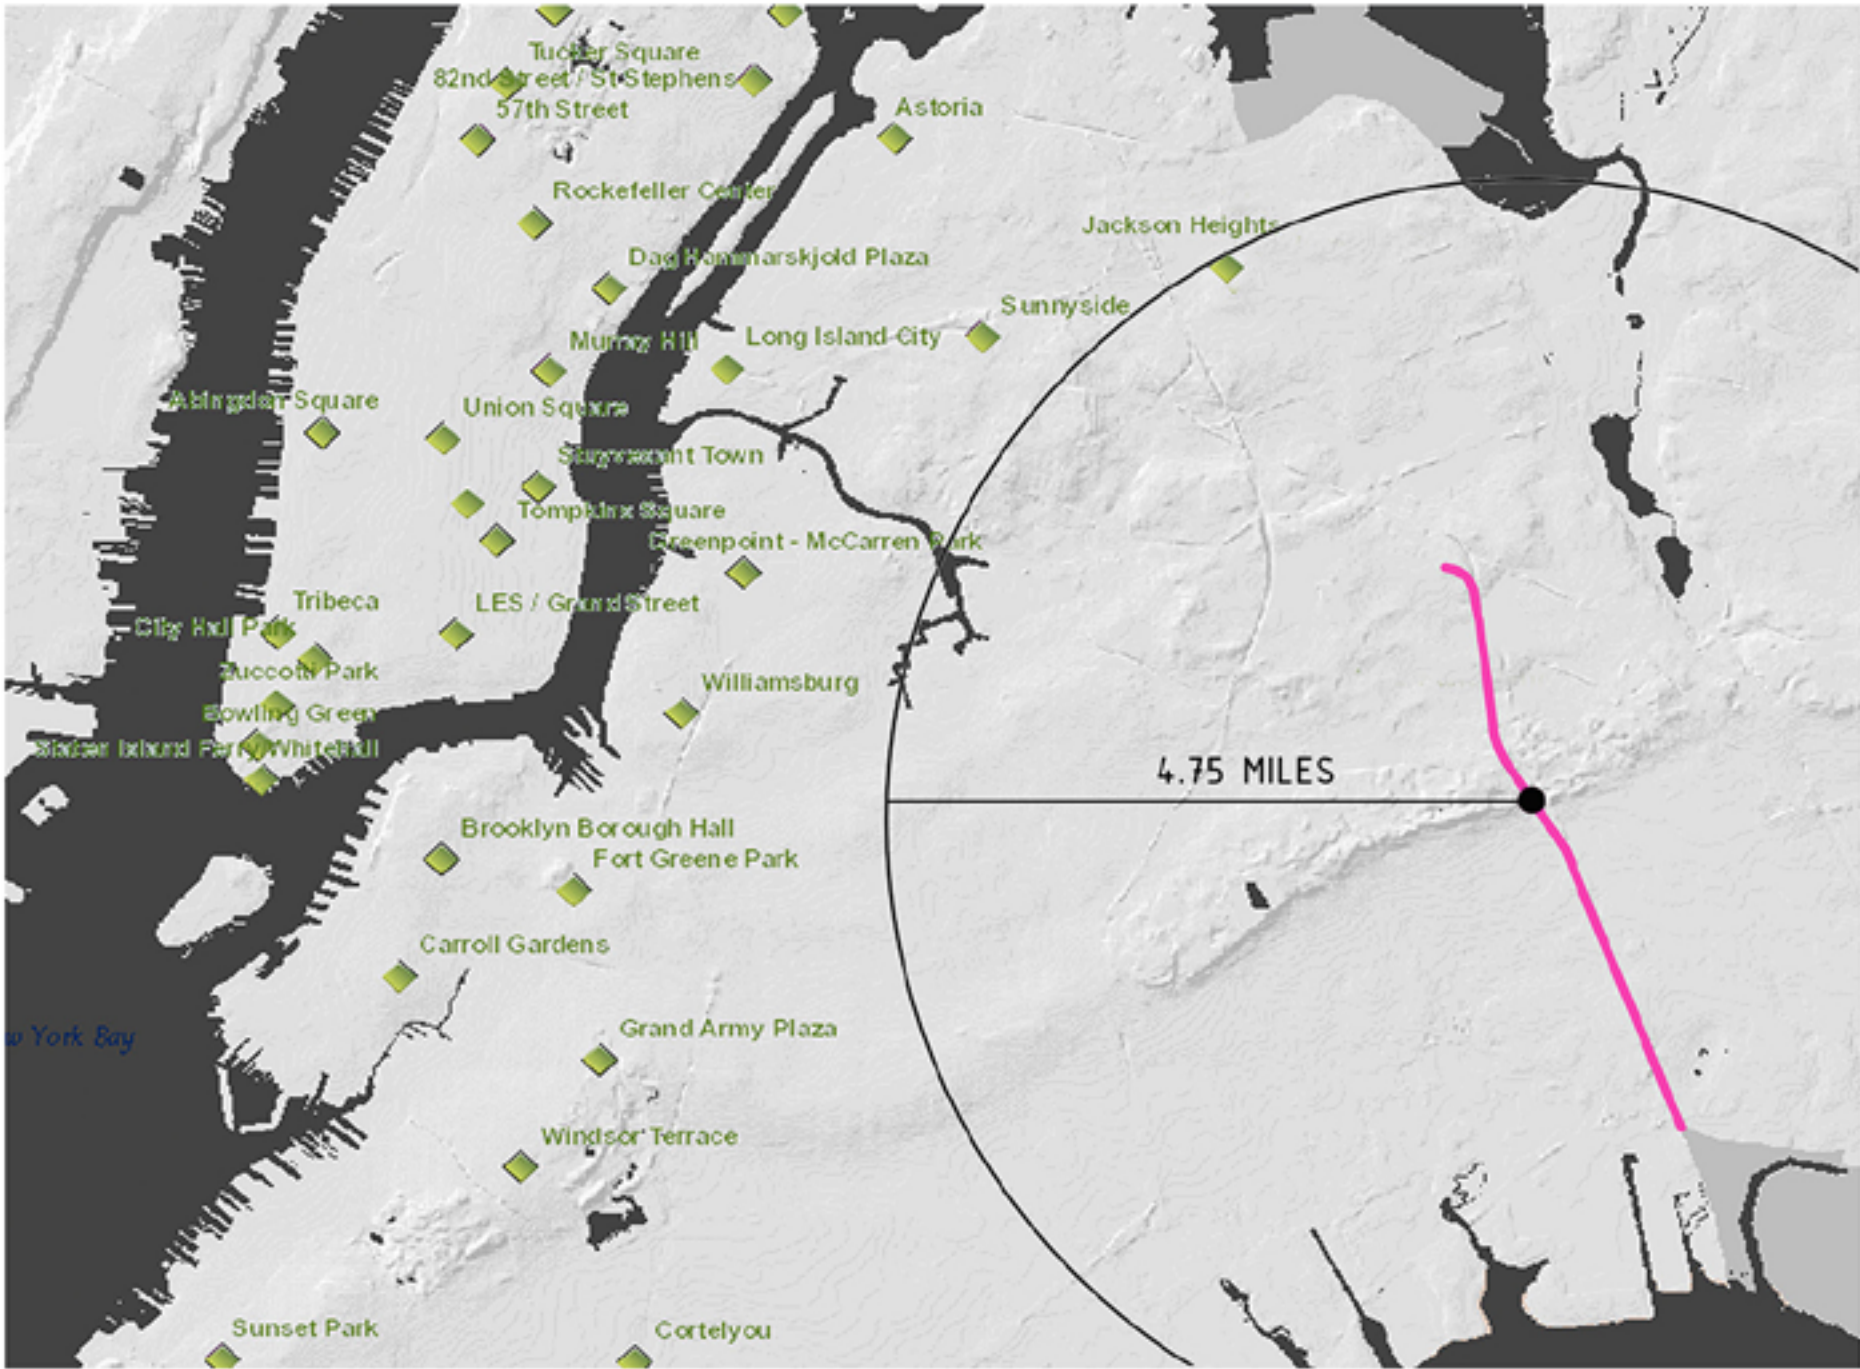 Tucker Square
82nd Street / St Stephens
57th Street
Astoria
Rockefeller Center
Jackson Heights
Dag Hammarskjold Plaza
Sunnyside
Murray Hill
Long Island City
Abingdon Square
Union Square
Stuyvesant Town
Tompkins Square
Greenpoint - McCarren Park
Tribeca
LES / Grand Street
City Hall Park
Zuccotti Park
Williamsburg
Bowling Green
Staten Island Ferry/Whitehall
4.75 MILES
Brooklyn Borough Hall
Fort Greene Park
Carroll Gardens
Grand Army Plaza
w York Bay
Windsor Terrace
Sunset Park
Cortelyou